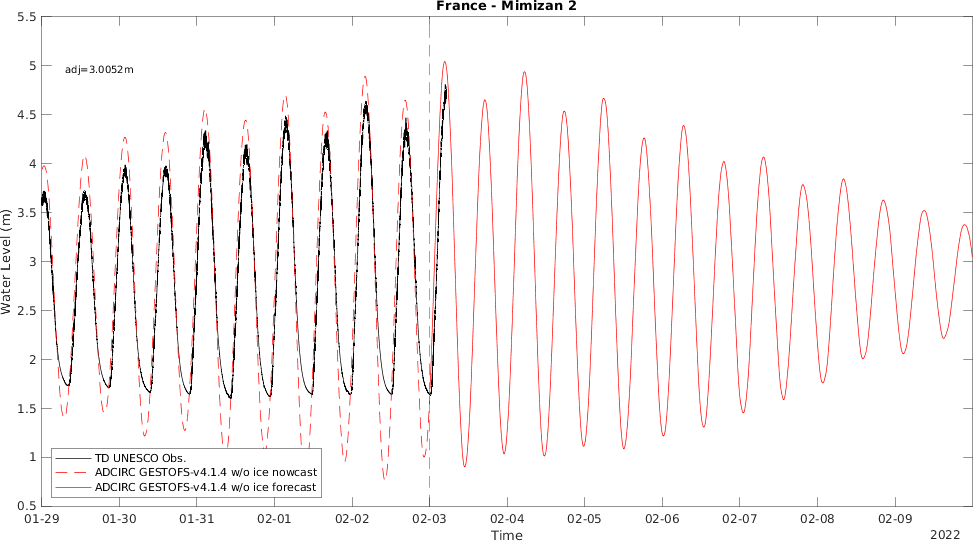 France - Mimizan 2
adj=3.0052m
5.5
5
4.5
4
3.5
3
2.5
2
1.5
1
0.5
Water Level (m)
TD UNESCO Obs.
ADCIRC GESTOFS-v4.1.4 w/o ice nowcast
ADCIRC GESTOFS-v4.1.4 w/o ice forecast
01-29 01-30 01-31 02-01 02-02 02-03 02-04 02-05 02-06 02-07 02-08 02-09
Time
2022